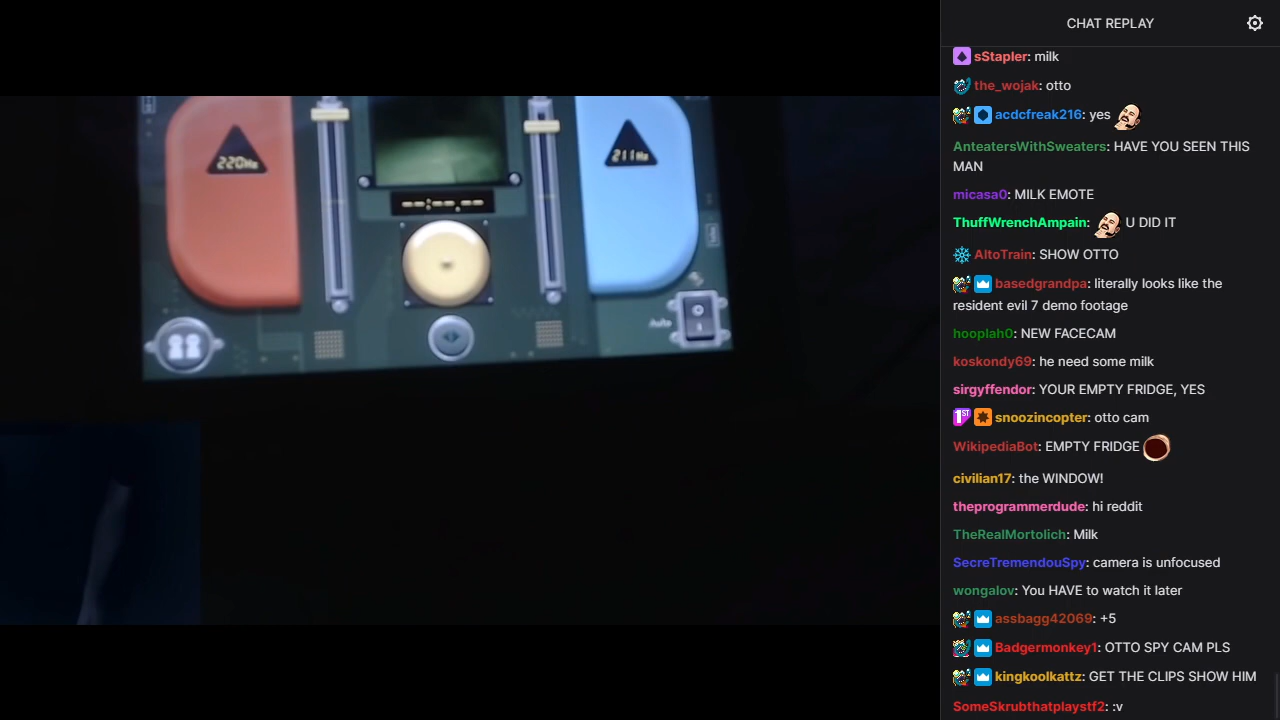 220Hz
211Hz
Auto
CHAT REPLAY
sStapler: milk
the_wojak: otto
acdcfreak216: yes
AnteatersWithSweaters: HAVE YOU SEEN THIS
MAN
micasa0: MILK EMOTE
ThuffWrenchAmpain: U DID IT
AltoTrain: SHOW OTTO
basedgrandpa: literally looks like the
resident evil 7 demo footage
hooplah0: NEW FACECAM
koskondy69: he need some milk
sirgyffendor: YOUR EMPTY FRIDGE, YES
1ST snoozincopter: otto cam
WikipediaBot: EMPTY FRIDGE
civilian17: the WINDOW!
theprogrammerdude: hi reddit
TheRealMortolich: Milk
SecreTremendouSpy: camera is unfocused
wongalov: You HAVE to watch it later
assbagg42069: +5
Badgermonkey1: OTTO SPY CAM PLS
kingkoolkattz: GET THE CLIPS SHOW HIM
SomeSkrubthatplaystf2: :v